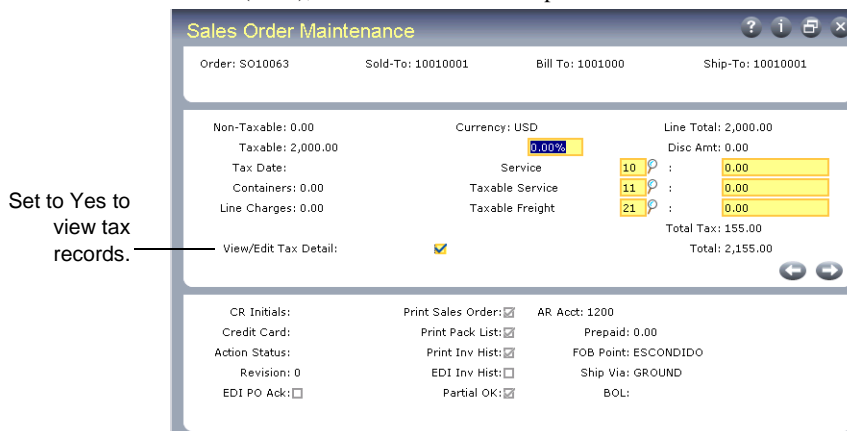 Sales Order Maintenance
Order: SO10063 Sold-To: 10010001 Bill To: 1001000 Ship-To: 10010001
Non-Taxable: 0.00 Currency: USD Line Total: 2,000.00
Taxable: 2,000.00 0.00% Disc Amt: 0.00
Tax Date: Service 10 : 0.00
Containers: 0.00 Taxable Service 11 : 0.00
Line Charges: 0.00 Taxable Freight 21 : 0.00
Total Tax: 155.00
Set to Yes to
view tax
records.
View/Edit Tax Detail: Total: 2,155.00
CR Initials: Print Sales Order: AR Acct: 1200
Credit Card: Print Pack List: Prepaid: 0.00
Action Status: Print Inv Hist: FOB Point: ESCONDIDO
Revision: 0 EDI Inv Hist: Ship Via: GROUND
EDI PO Ack: Partial OK: BOL: